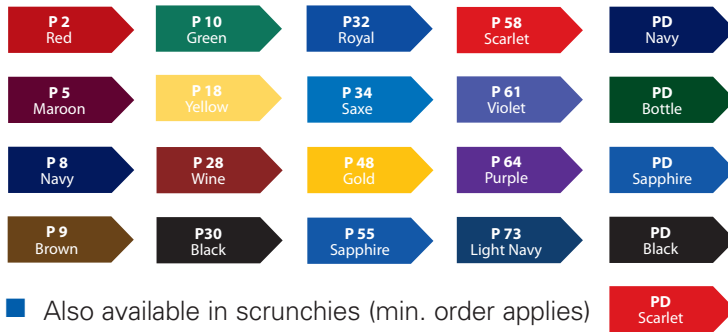 P 2
Red
P 10
Green
P32
Royal
P 58
Scarlet
PD
Navy
P 5
Maroon
P 18
Yellow
P 34
Saxe
P 61
Violet
PD
Bottle
P 8
Navy
P 28
Wine
P 48
Gold
P 64
Purple
PD
Sapphire
P 9
Brown
P30
Black
P 55
Sapphire
P 73
Light Navy
PD
Black
Also available in scrunchies (min. order applies)
PD
Scarlet